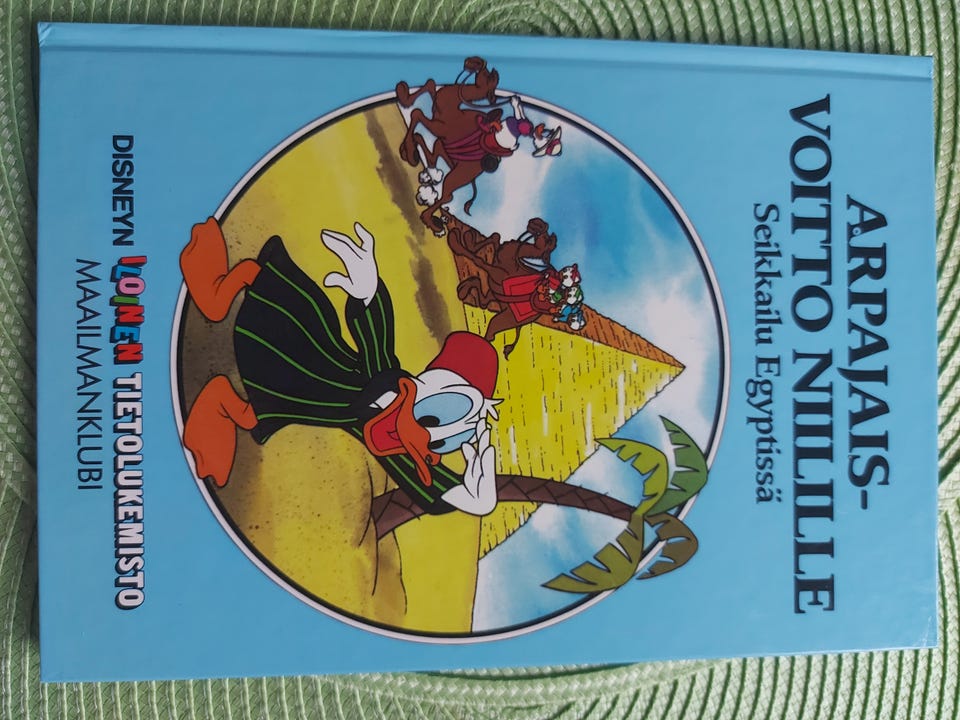 ARPAJAIS-
VOITTO NIILILLE
Seikkailu Egyptissä
DISNEYN ILOINEN TIETOLUKEMISTO
MAAILMANKLUBI